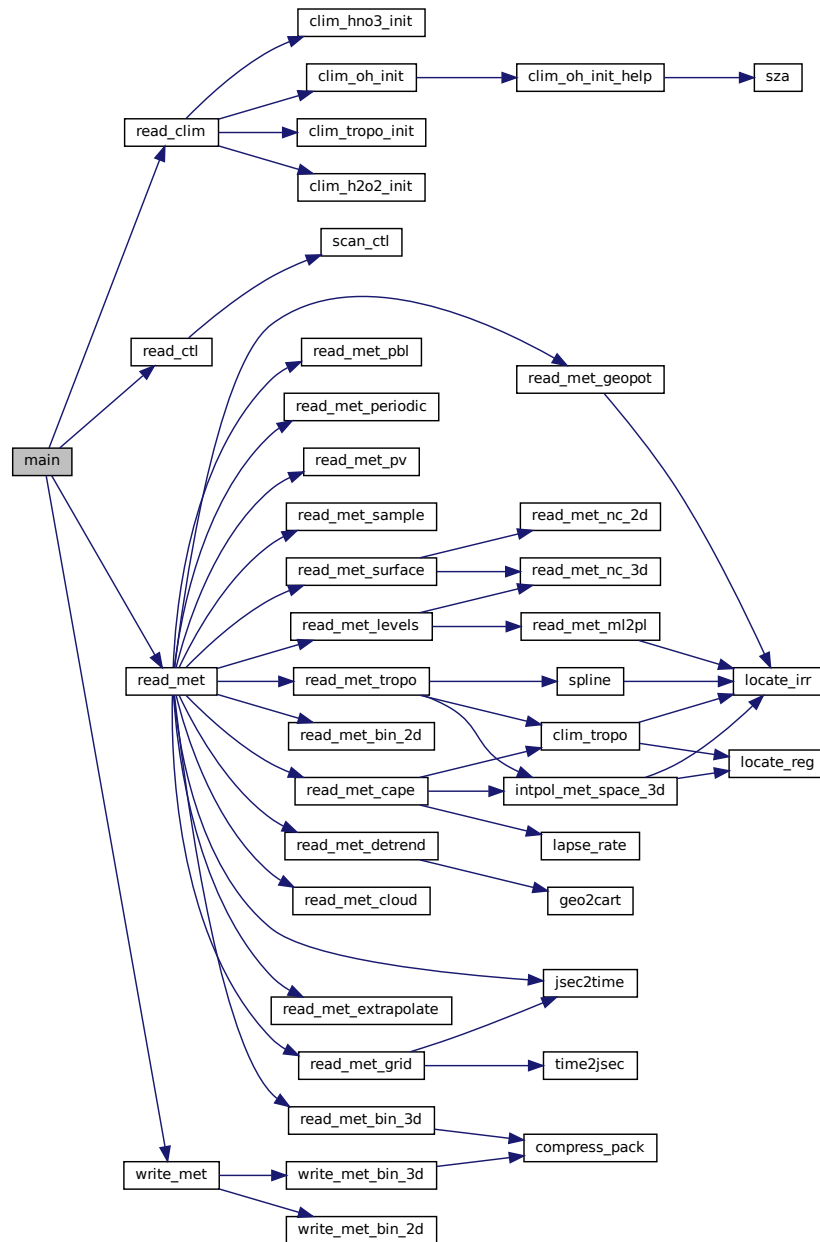 clim_hno3_init
clim_oh_init
clim_oh_init_help
sza
read_clim
clim_tropo_init
clim_h2o2_init
scan_ctl
read_ctl
read_met_pbl
read_met_geopot
read_met_periodic
main
read_met_pv
read_met_sample
read_met_nc_2d
read_met_surface
read_met_nc_3d
read_met_levels
read_met_ml2pl
read_met
read_met_tropo
spline
locate_irr
read_met_bin_2d
clim_tropo
locate_reg
read_met_cape
intpol_met_space_3d
read_met_detrend
lapse_rate
read_met_cloud
geo2cart
jsec2time
read_met_extrapolate
read_met_grid
time2jsec
read_met_bin_3d
compress_pack
write_met
write_met_bin_3d
write_met_bin_2d